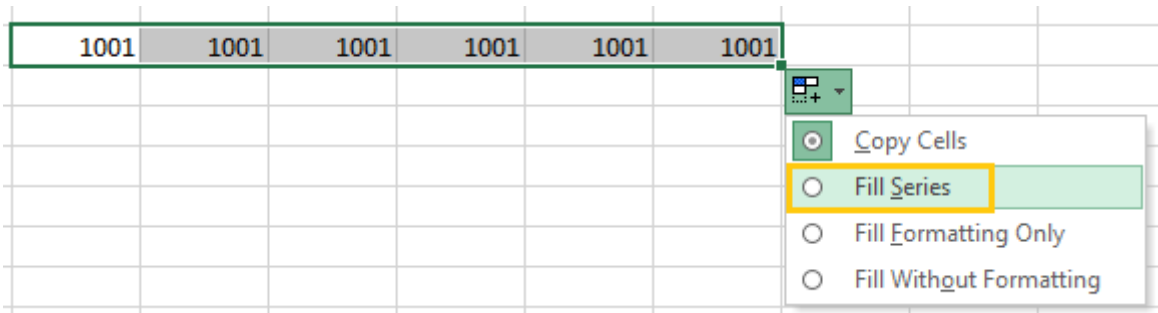 1001 1001 1001 1001 1001 1001
Copy Cells
Fill Series
Fill Formatting Only
Fill Without Formatting